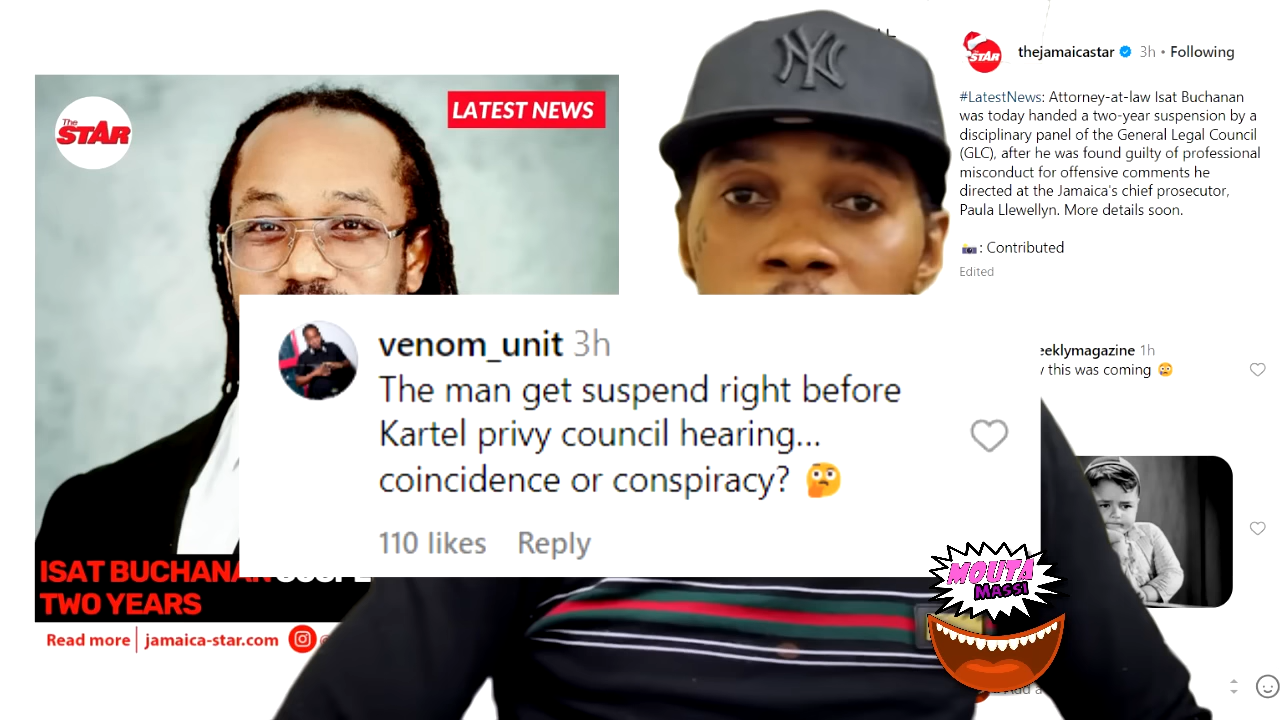 The
STAR
LATEST NEWS
ISAT BUCHANAN
TWO YEARS
Read more | jamaica-star.com
NY
venom_unit 3h
The man get suspend right before
Kartel privy council hearing...
coincidence or conspiracy? 🤔
110 likes Reply
STAR
thejamaicastar 3h • Following
#LatestNews: Attorney-at-law Isat Buchanan
was today handed a two-year suspension by a
disciplinary panel of the General Legal Council
(GLC), after he was found guilty of professional
misconduct for offensive comments he
directed at the Jamaica's chief prosecutor,
Paula Llewellyn. More details soon.
📸: Contributed
Edited
eeklymagazine 1h
this was coming
MOUTA
MASSI